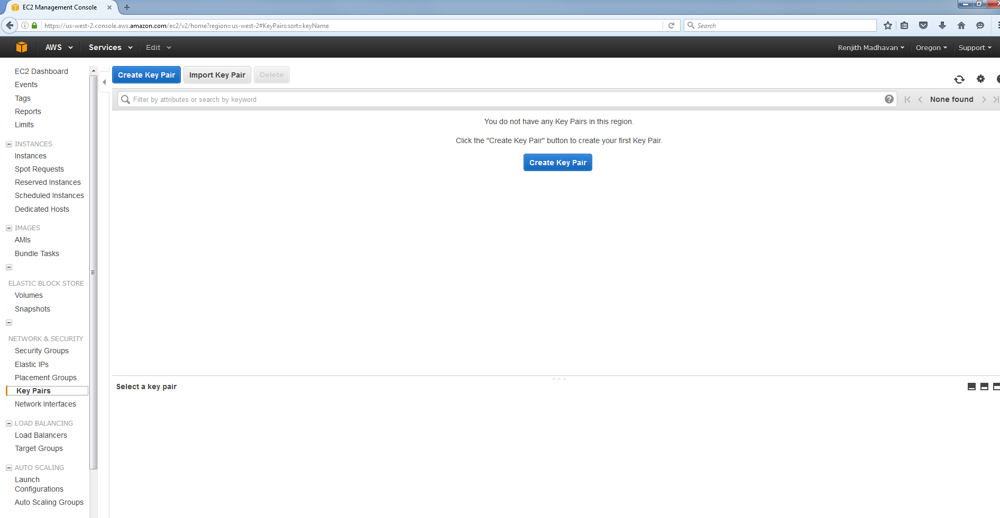 EC2 Management Console
https://us-west-2.console.aws.amazon.com/ec2/v2/home?region=us-west-2#KeyPairs:sort=keyName
Search
AWS Services Edit
Renjith Madhavan Oregon Support
EC2 Dashboard
Events
Tags
Reports
Limits
INSTANCES
Instances
Spot Requests
Reserved Instances
Scheduled Instances
Dedicated Hosts
IMAGES
AMIs
Bundle Tasks
ELASTIC BLOCK STORE
Volumes
Snapshots
NETWORK & SECURITY
Security Groups
Elastic IPs
Placement Groups
Key Pairs
Network Interfaces
LOAD BALANCING
Load Balancers
Target Groups
AUTO SCALING
Launch
Configurations
Auto Scaling Groups
Create Key Pair Import Key Pair Delete
Filter by attributes or search by keyword
None found
You do not have any Key Pairs in this region.
Click the "Create Key Pair" button to create your first Key Pair.
Create Key Pair
Select a key pair